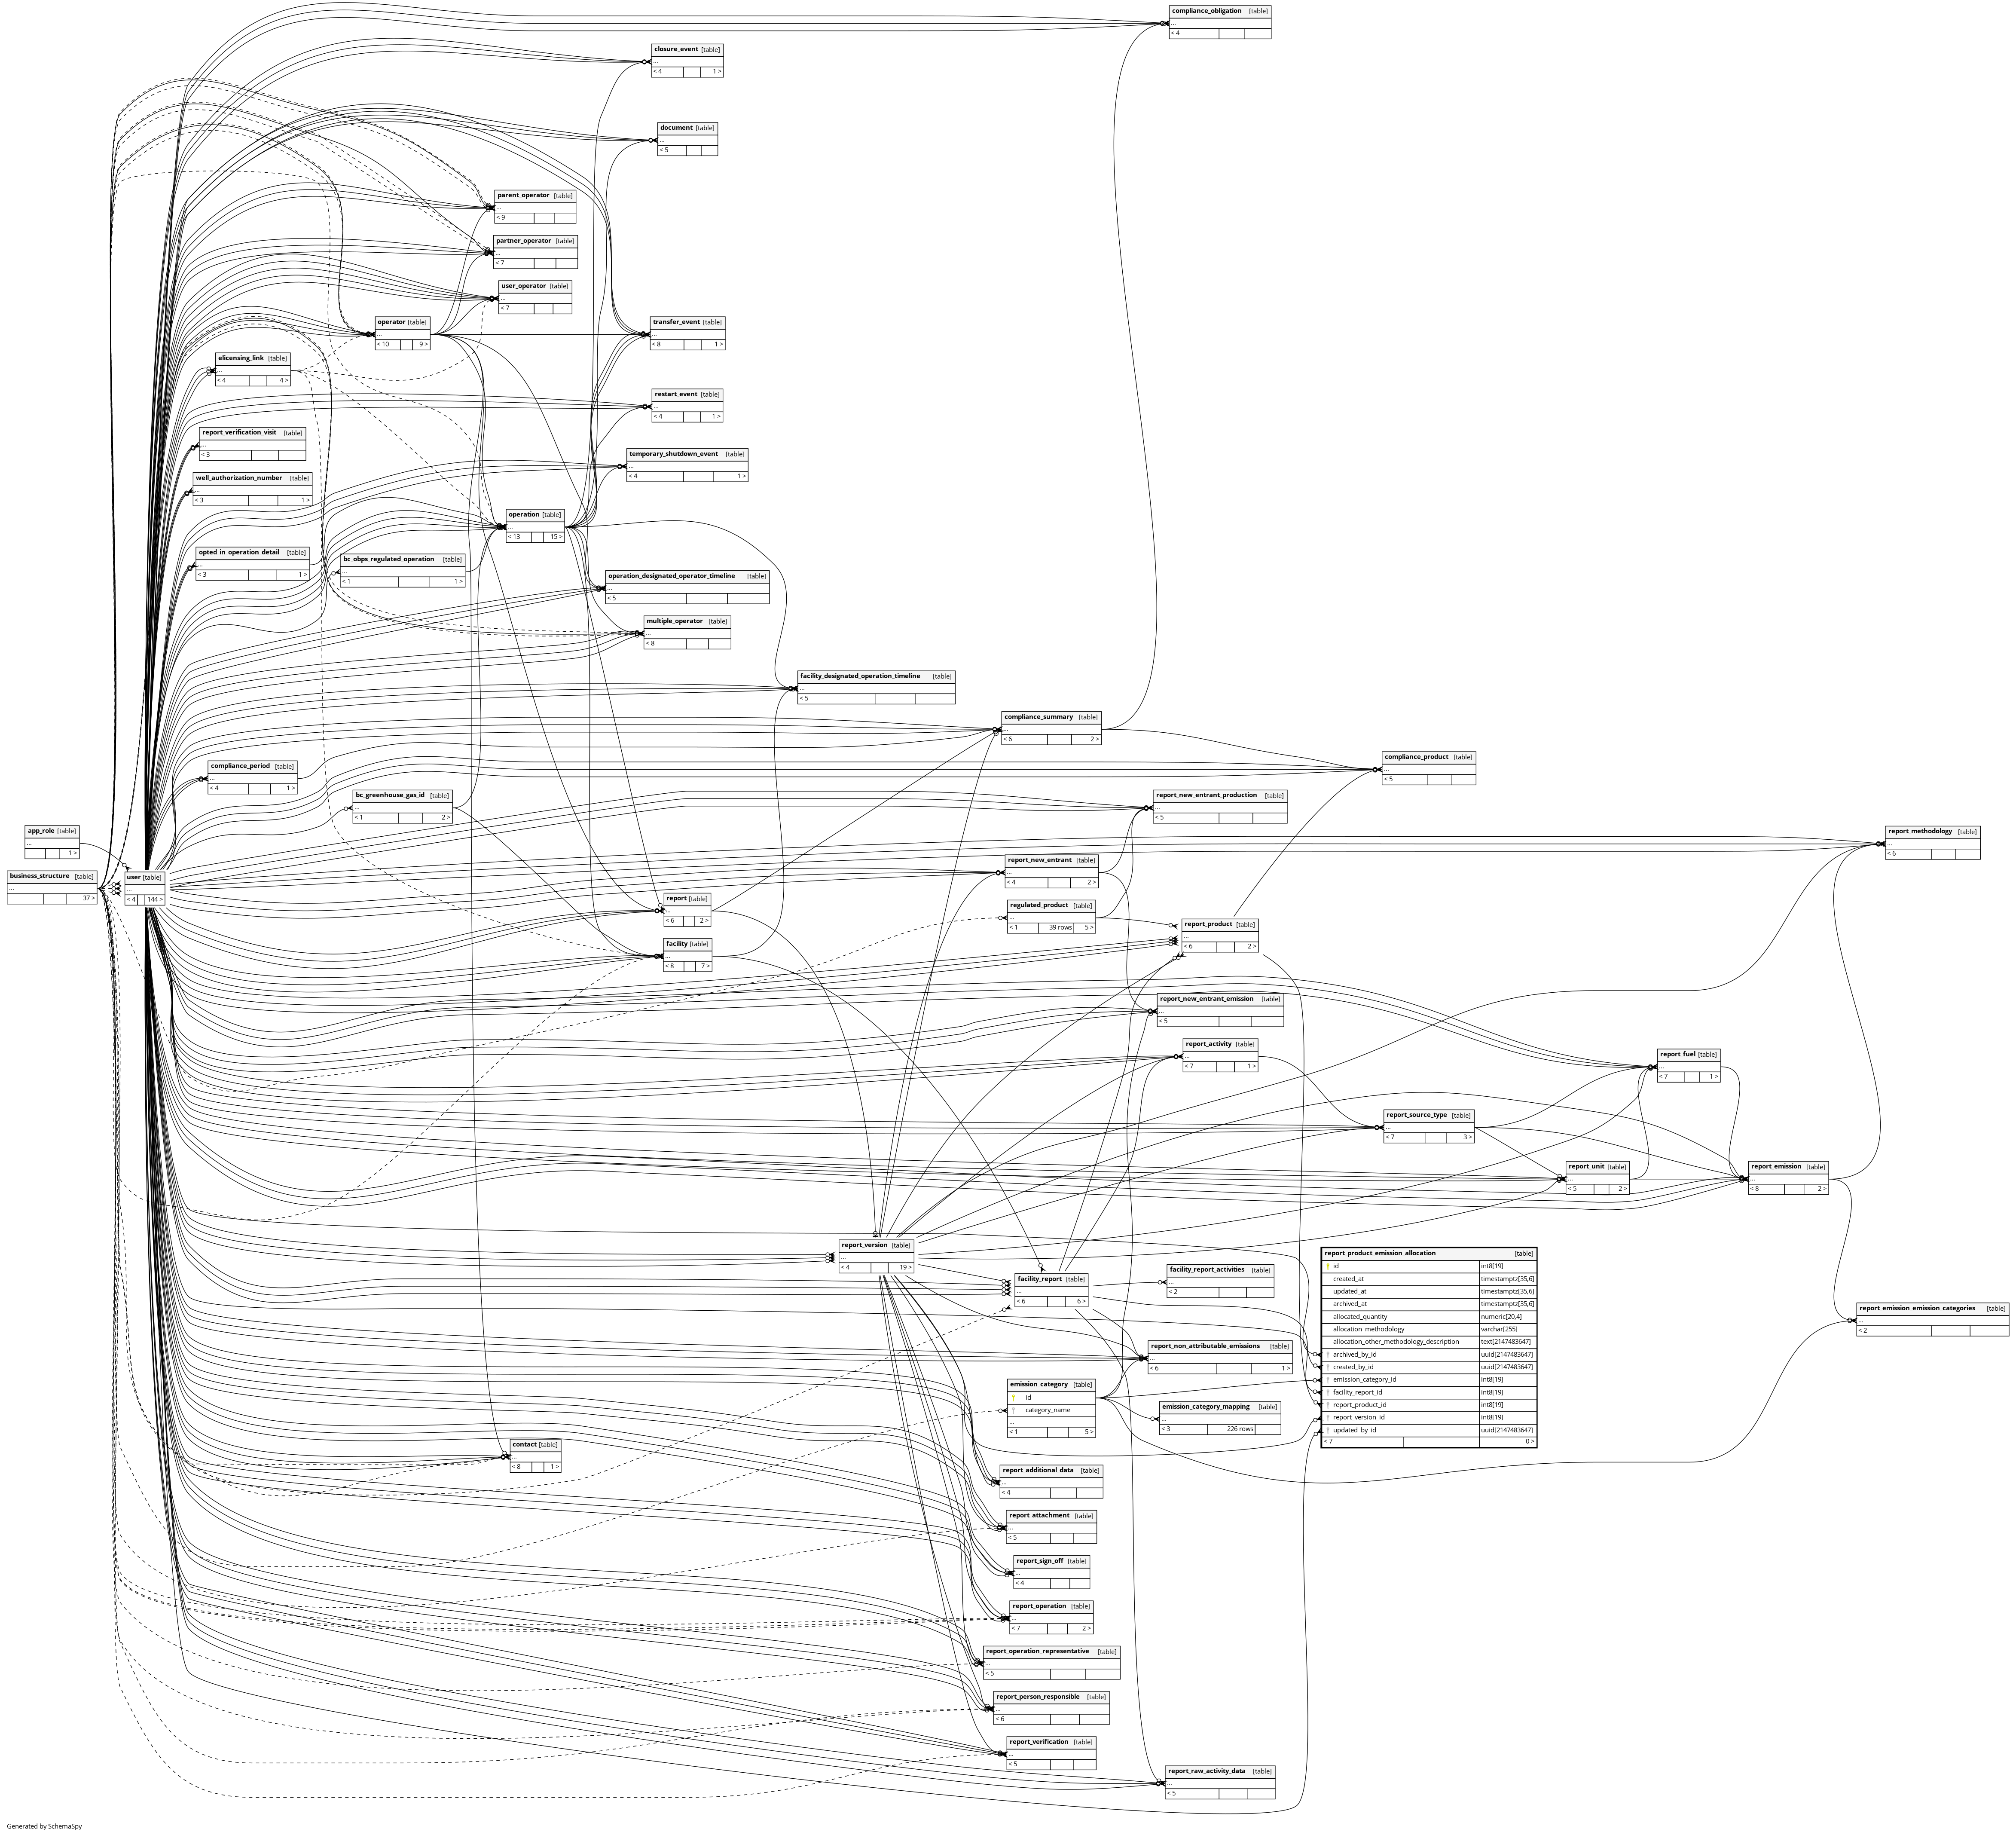 compliance_obligation [table]
...
< 4
closure_event [table]
...
< 4 1 >
document [table]
...
< 5
parent_operator [table]
...
< 9
partner_operator [table]
...
< 7
user_operator [table]
...
< 7
operator [table]
...
< 10 9 >
transfer_event [table]
...
< 8 1 >
elicensing_link [table]
...
< 4 4 >
restart_event [table]
...
< 4 1 >
report_verification_visit [table]
...
< 3
temporary_shutdown_event [table]
...
< 4 1 >
well_authorization_number [table]
...
< 3 1 >
operation [table]
...
< 13 15 >
opted_in_operation_detail [table]
...
< 3 1 >
bc_obps_regulated_operation [table]
...
< 1 1 >
operation_designated_operator_timeline [table]
...
< 5
multiple_operator [table]
...
< 8
facility_designated_operation_timeline [table]
...
< 5
compliance_summary [table]
...
< 6 2 >
compliance_product [table]
...
< 5
compliance_period [table]
...
< 4 1 >
bc_greenhouse_gas_id [table]
...
< 1 2 >
report_new_entrant_production [table]
...
< 5
app_role [table]
...
1 >
report_methodology [table]
...
< 6
report_new_entrant [table]
...
< 4 2 >
business_structure [table]
...
37 >
user [table]
...
< 4 144 >
report [table]
...
< 6 2 >
regulated_product [table]
...
< 1 39 rows 5 >
report_product [table]
...
< 6 2 >
facility [table]
...
< 8 7 >
report_new_entrant_emission [table]
...
< 5
report_activity [table]
...
< 7 1 >
report_fuel [table]
...
< 7 1 >
report_source_type [table]
...
< 7 3 >
report_unit [table]
...
< 5 2 >
report_emission [table]
...
< 8 2 >
report_version [table]
...
< 4 19 >
facility_report [table]
...
< 6 6 >
facility_report_activities [table]
...
< 2
report_product_emission_allocation [table]
id int8[19]
created_at timestamptz[35,6]
updated_at timestamptz[35,6]
archived_at timestamptz[35,6]
allocated_quantity numeric[20,4]
allocation_methodology varchar[255]
allocation_other_methodology_description text[2147483647]
archived_by_id uuid[2147483647]
created_by_id uuid[2147483647]
emission_category_id int8[19]
facility_report_id int8[19]
report_product_id int8[19]
report_version_id int8[19]
updated_by_id uuid[2147483647]
< 7 0 >
report_emission_emission_categories [table]
...
< 2
report_non_attributable_emissions [table]
...
< 6 1 >
emission_category [table]
id
category_name
...
< 1 5 >
emission_category_mapping [table]
...
< 3 226 rows
contact [table]
...
< 8 1 >
report_additional_data [table]
...
< 4
report_attachment [table]
...
< 5
report_sign_off [table]
...
< 4
report_operation [table]
...
< 7 2 >
report_operation_representative [table]
...
< 5
report_person_responsible [table]
...
< 6
report_verification [table]
...
< 5
report_raw_activity_data [table]
...
< 5
Generated by SchemaSpy